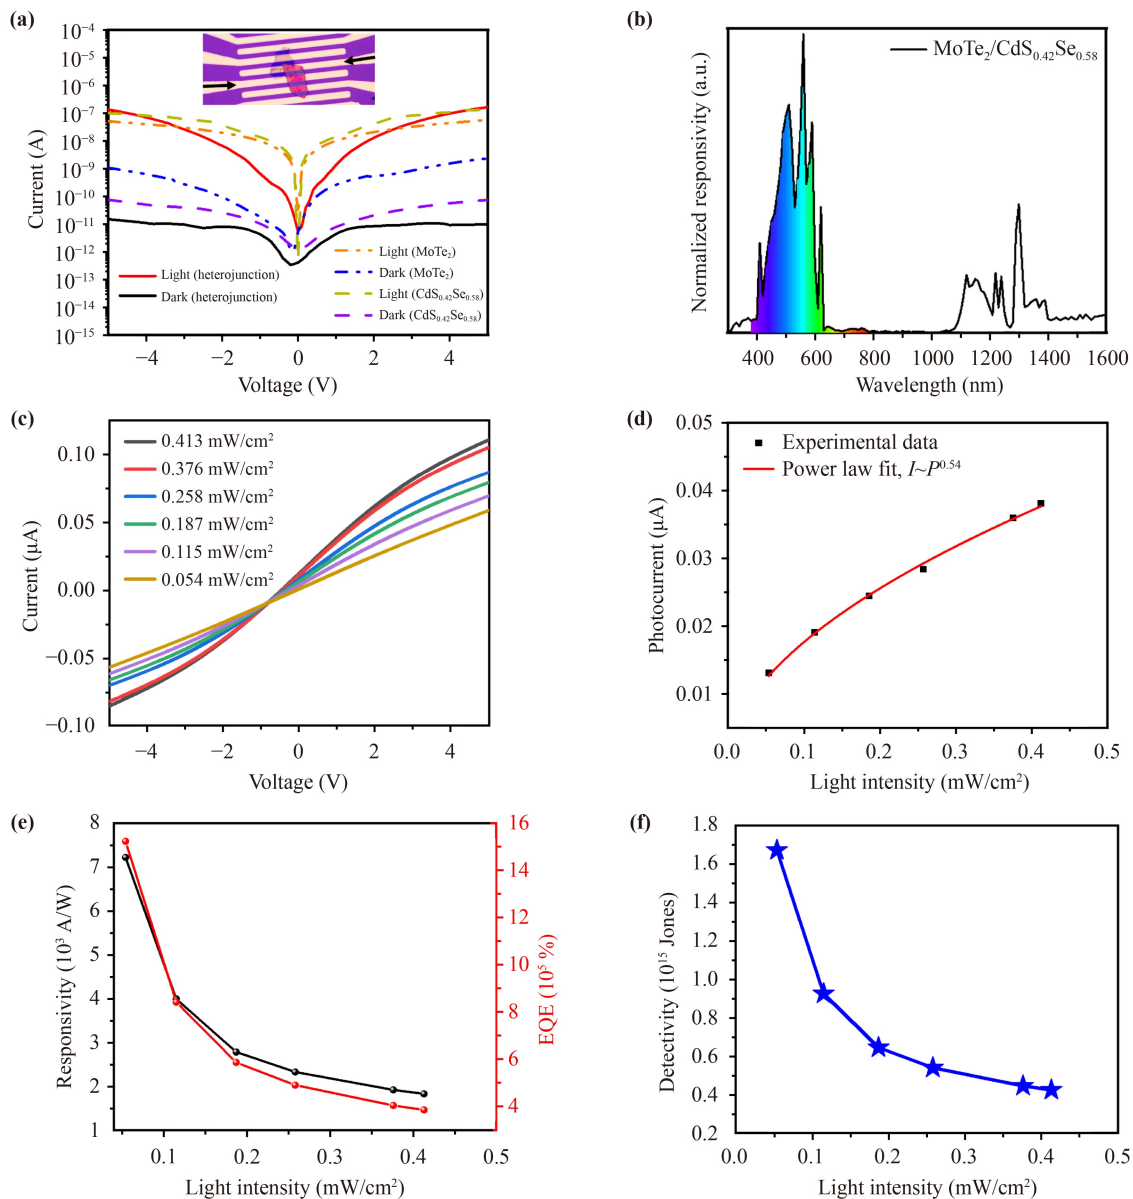 (a)
10⁻⁴
10⁻⁵
10⁻⁶
10⁻⁷
10⁻⁸
10⁻⁹
10⁻¹⁰
10⁻¹¹
10⁻¹²
10⁻¹³
10⁻¹⁴
10⁻¹⁵
Current (A)
Light (heterojunction)
Dark (heterojunction)
Light (MoTe₂)
Dark (MoTe₂)
Light (CdS₀.₄₂Se₀.₅₈)
Dark (CdS₀.₄₂Se₀.₅₈)
−4 −2 0 2 4
Voltage (V)
(b)
MoTe₂/CdS₀.₄₂Se₀.₅₈
Normalized responsivity (a.u.)
400 600 800 1000 1200 1400 1600
Wavelength (nm)
(c)
0.10
0.05
0.00
−0.05
−0.10
Current (μA)
0.413 mW/cm²
0.376 mW/cm²
0.258 mW/cm²
0.187 mW/cm²
0.115 mW/cm²
0.054 mW/cm²
−4 −2 0 2 4
Voltage (V)
(d)
0.05
0.04
0.03
0.02
0.01
Photocurrent (μA)
Experimental data
Power law fit, I~P⁰·⁵⁴
0.0 0.1 0.2 0.3 0.4 0.5
Light intensity (mW/cm²)
(e)
8
7
6
5
4
3
2
1
Responsivity (10³ A/W)
16
14
12
10
8
6
4
EQE (10⁵ %)
0.1 0.2 0.3 0.4 0.5
Light intensity (mW/cm²)
(f)
1.8
1.6
1.4
1.2
1.0
0.8
0.6
0.4
0.2
Detectivity (10¹⁵ Jones)
0.0 0.1 0.2 0.3 0.4 0.5
Light intensity (mW/cm²)